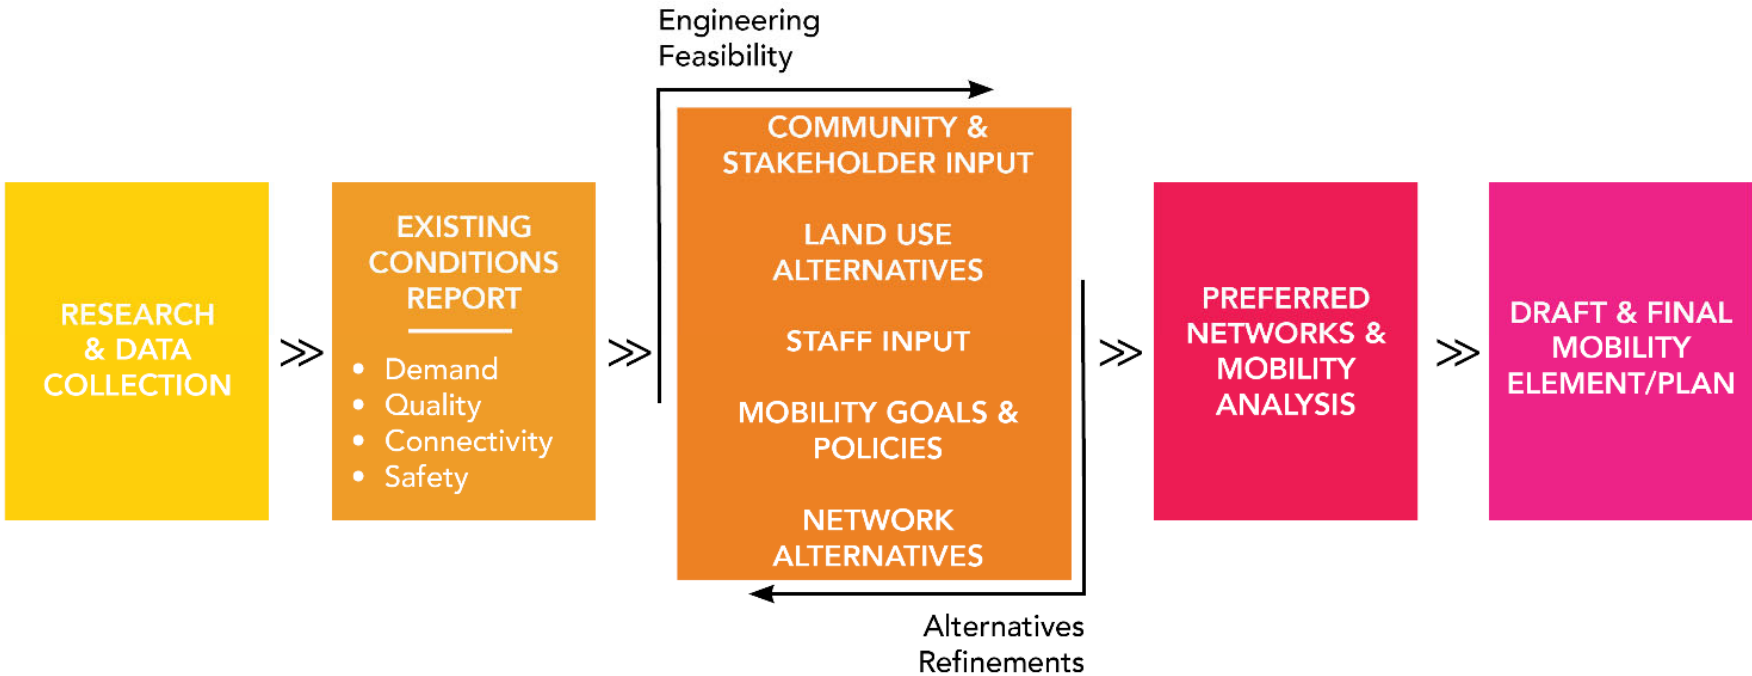 Engineering
Feasibility
RESEARCH
& DATA
COLLECTION
EXISTING
CONDITIONS
REPORT
• Demand
• Quality
• Connectivity
• Safety
COMMUNITY &
STAKEHOLDER INPUT
LAND USE
ALTERNATIVES
STAFF INPUT
MOBILITY GOALS &
POLICIES
NETWORK
ALTERNATIVES
Alternatives
Refinements
PREFERRED
NETWORKS &
MOBILITY
ANALYSIS
DRAFT & FINAL
MOBILITY
ELEMENT/PLAN